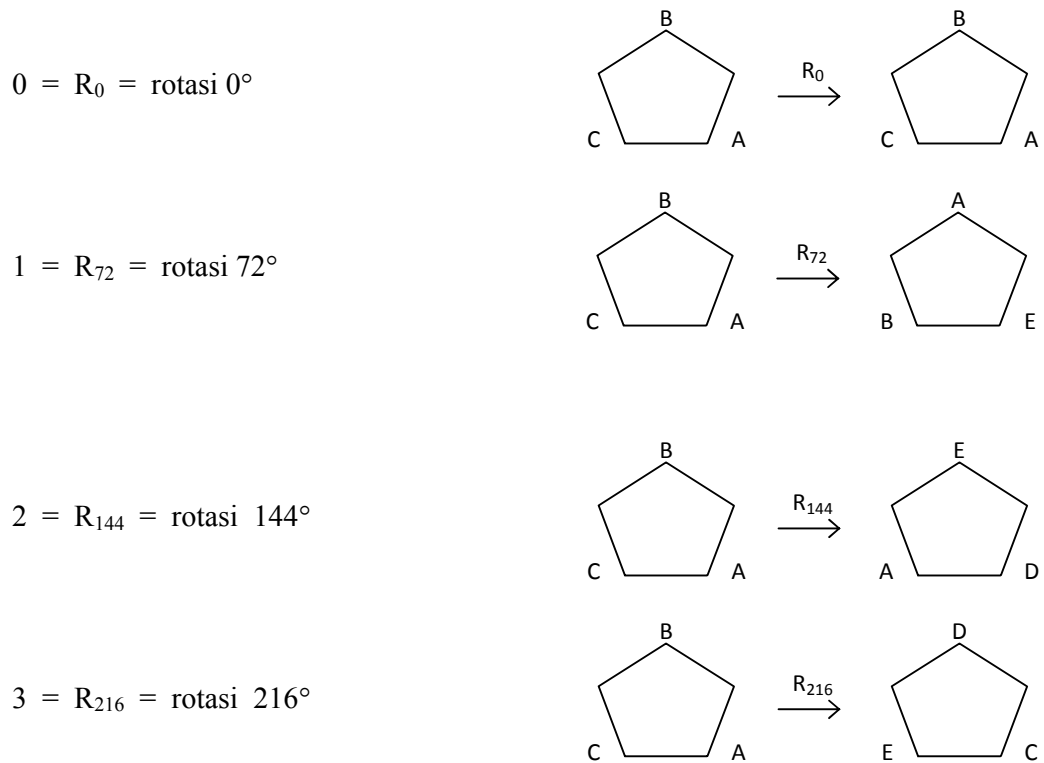 B B
0 = R₀ = rotasi 0° R₀
C A C A
B A
1 = R₇₂ = rotasi 72° R₇₂
C A B E
B E
2 = R₁₄₄ = rotasi 144° R₁₄₄
C A A D
B D
3 = R₂₁₆ = rotasi 216° R₂₁₆
C A E C